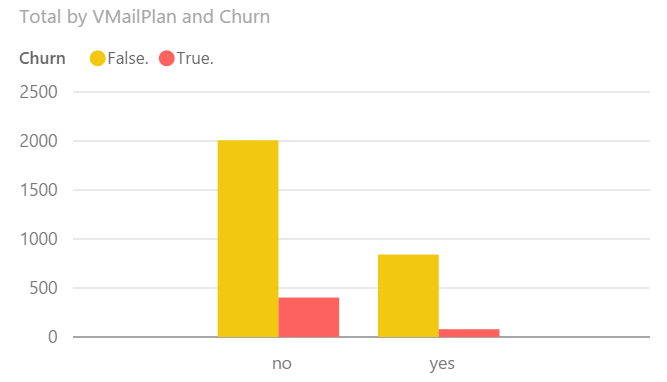 Total by VMailPlan and Churn
Churn False. True.
2500
2000
1500
1000
500
0
no yes